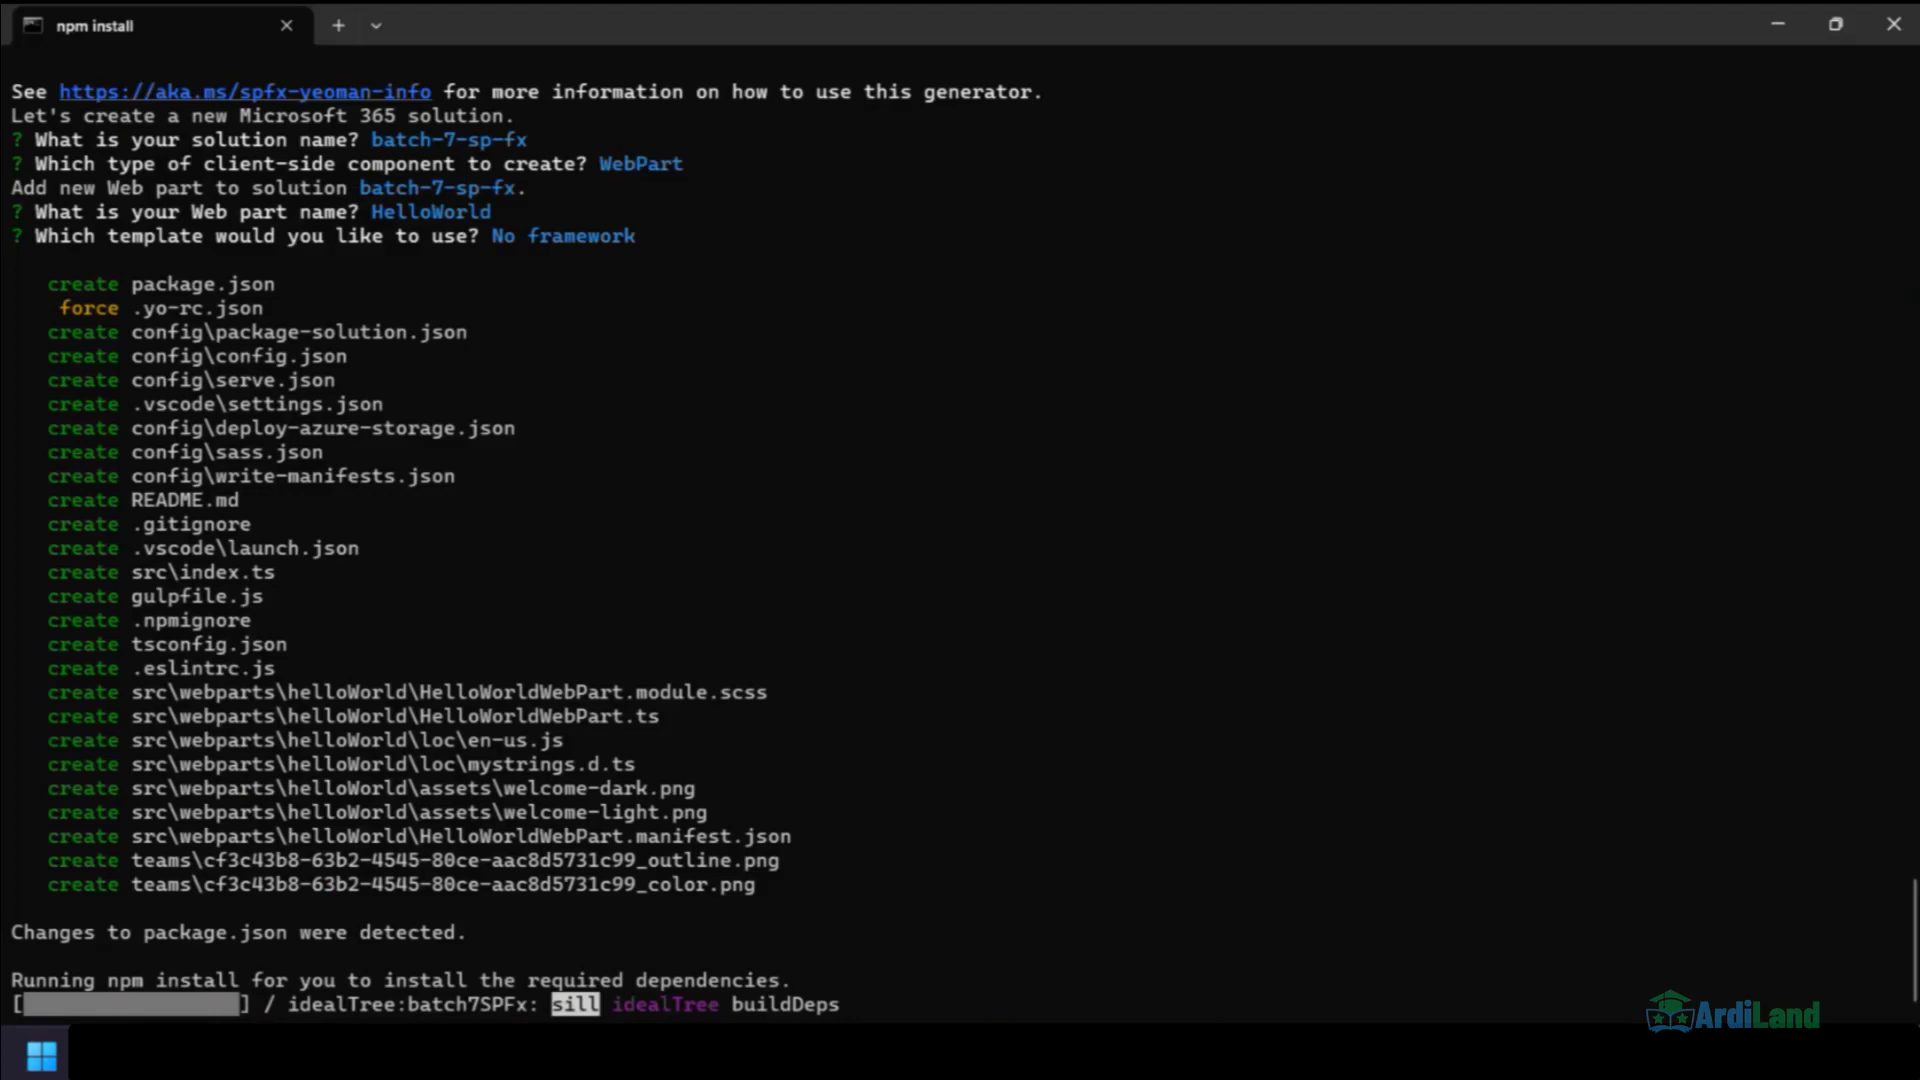 npm install
See https://aka.ms/spfx-yeoman-info for more information on how to use this generator.
Let's create a new Microsoft 365 solution.
? What is your solution name? batch-7-sp-fx
? Which type of client-side component to create? WebPart
Add new Web part to solution batch-7-sp-fx.
? What is your Web part name? HelloWorld
? Which template would you like to use? No framework
create package.json
force .yo-rc.json
create config\package-solution.json
create config\config.json
create config\serve.json
create .vscode\settings.json
create config\deploy-azure-storage.json
create config\sass.json
create config\write-manifests.json
create README.md
create .gitignore
create .vscode\launch.json
create src\index.ts
create gulpfile.js
create .npmignore
create tsconfig.json
create .eslintrc.js
create src\webparts\helloWorld\HelloWorldWebPart.module.scss
create src\webparts\helloWorld\HelloWorldWebPart.ts
create src\webparts\helloWorld\loc\en-us.js
create src\webparts\helloWorld\loc\mystrings.d.ts
create src\webparts\helloWorld\assets\welcome-dark.png
create src\webparts\helloWorld\assets\welcome-light.png
create src\webparts\helloWorld\HelloWorldWebPart.manifest.json
create teams\cf3c43b8-63b2-4545-80ce-aac8d5731c99_outline.png
create teams\cf3c43b8-63b2-4545-80ce-aac8d5731c99_color.png
Changes to package.json were detected.
Running npm install for you to install the required dependencies.
[ ] / idealTree:batch7SPFx: sill idealTree buildDeps
ArdiLand